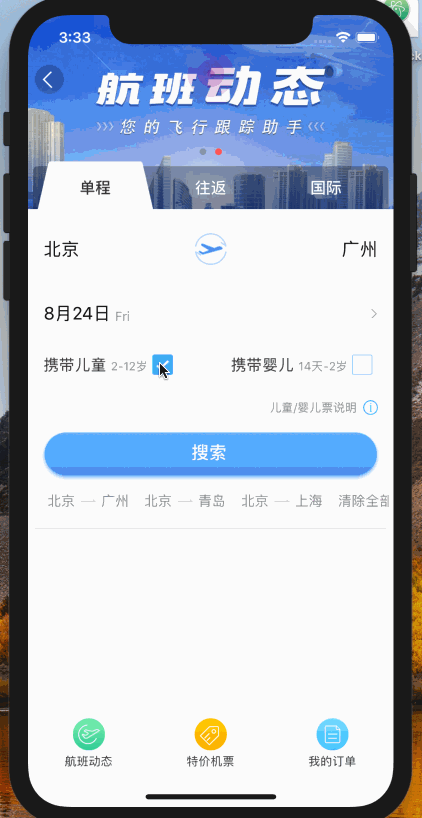 3:33
航班动态
》》您的飞行跟踪助手《《
单程 往返 国际
北京 广州
8月24日 Fri
携带儿童 2-12岁 携带婴儿 14天-2岁
儿童/婴儿票说明
搜索
北京 — 广州 北京 — 青岛 北京 — 上海 清除全部
航班动态 特价机票 我的订单